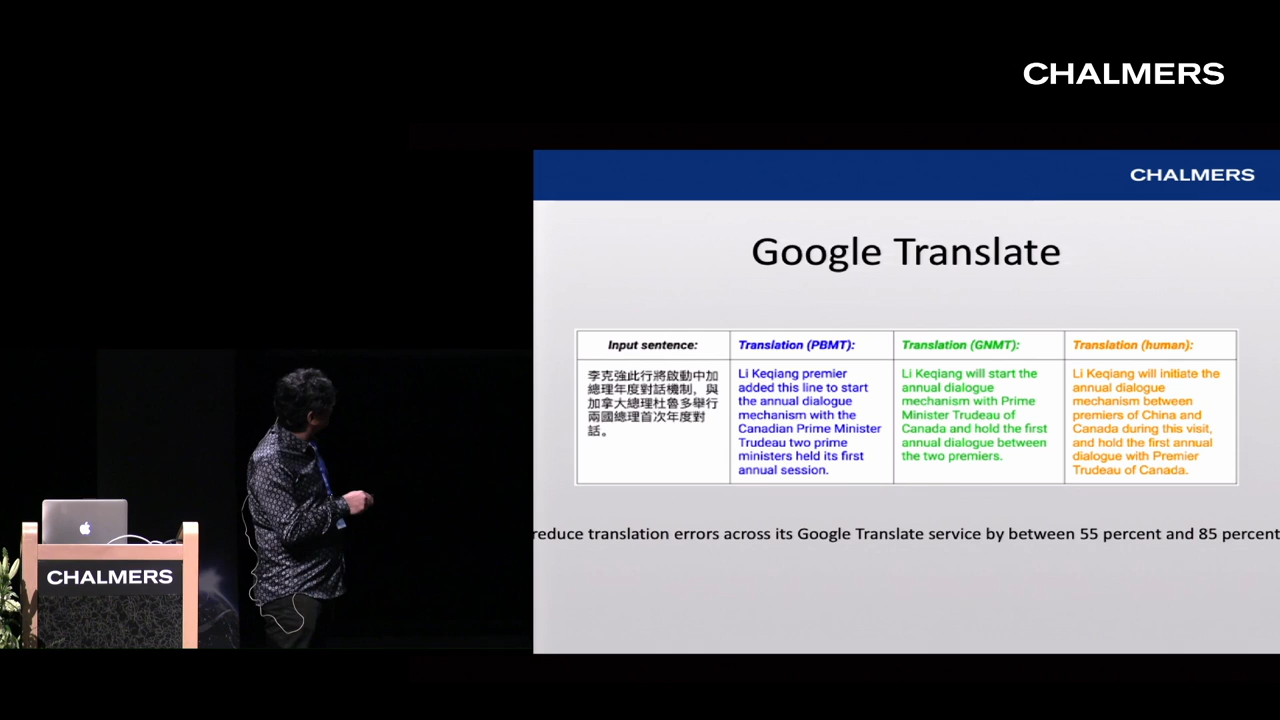 CHALMERS
CHALMERS
Google Translate
Input sentence:
李克強此行將啟動中加
總理年度對話機制，與
加拿大總理杜魯多舉行
兩國總理首次年度對
話。
Translation (PBMT):
Li Keqiang premier
added this line to start
the annual dialogue
mechanism with the
Canadian Prime Minister
Trudeau two prime
ministers held its first
annual session.
Translation (GNMT):
Li Keqiang will start the
annual dialogue
mechanism with Prime
Minister Trudeau of
Canada and hold the first
annual dialogue between
the two premiers.
Translation (human):
Li Keqiang will initiate the
annual dialogue
mechanism between
premiers of China and
Canada during this visit,
and hold the first annual
dialogue with Premier
Trudeau of Canada.
reduce translation errors across its Google Translate service by between 55 percent and 85 percent
CHALMERS